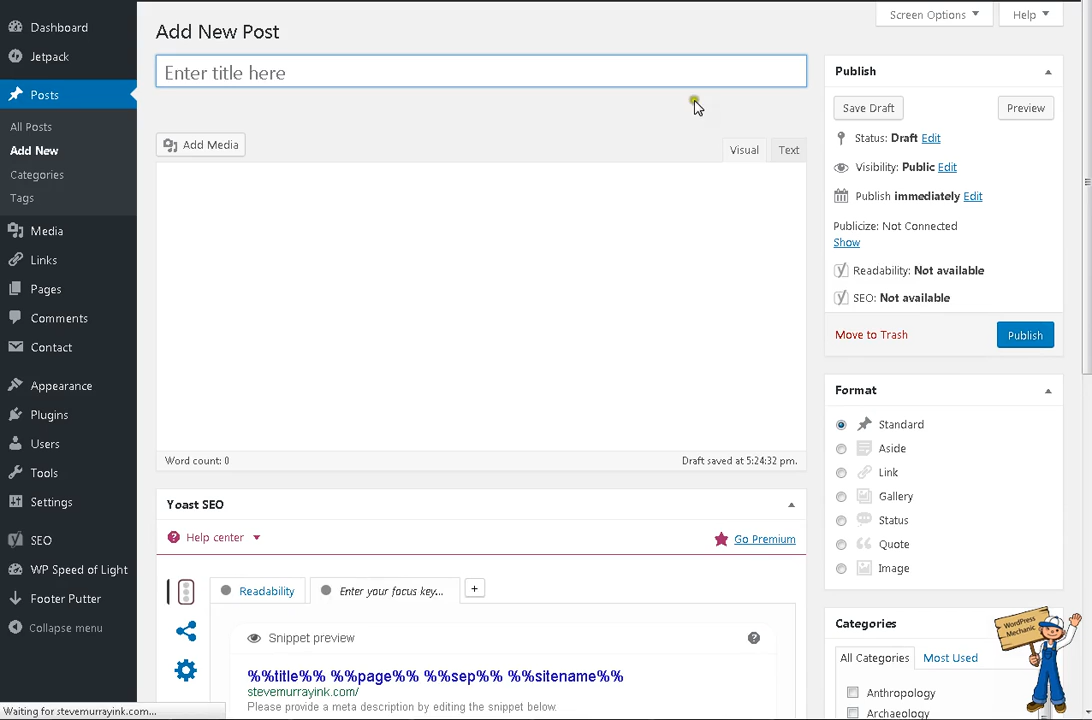 Screen Options
Help
Dashboard
Jetpack
Posts
All Posts
Add New
Categories
Tags
Media
Links
Pages
Comments
Contact
Appearance
Plugins
Users
Tools
Settings
SEO
WP Speed of Light
Footer Putter
Collapse menu
Add New Post
Enter title here
Add Media
Visual
Text
Word count: 0
Draft saved at 5:24:32 pm.
Yoast SEO
Help center
Go Premium
Readability
Enter your focus key...
+
Snippet preview
?
%%title%% %%page%% %%sep%% %%sitename%%
stevemurrayink.com/
Please provide a meta description by editing the snippet below.
Publish
Save Draft
Preview
Status: Draft Edit
Visibility: Public Edit
Publish immediately Edit
Publicize: Not Connected
Show
Readability: Not available
SEO: Not available
Move to Trash
Publish
Format
Standard
Aside
Link
Gallery
Status
Quote
Image
Categories
All Categories
Most Used
Anthropology
Archaeology
WordPress
Mechanic
Waiting for stevemurrayink.com...